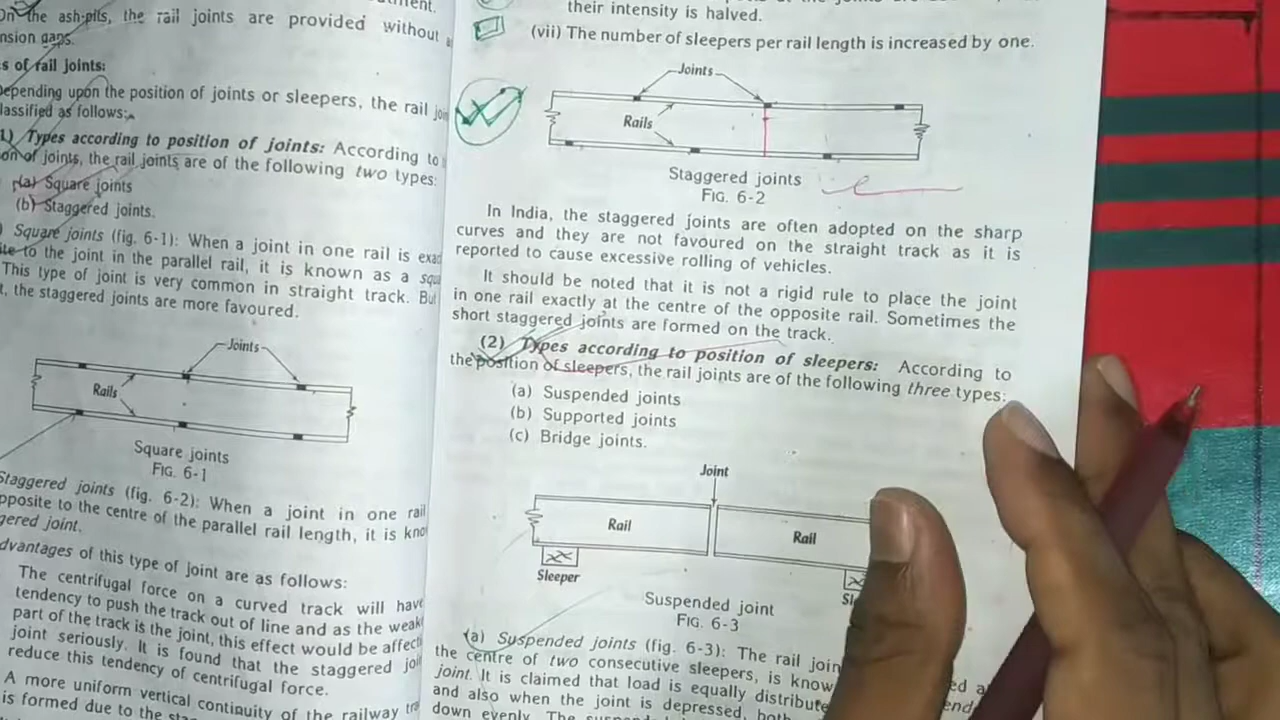 On the ash-pits, the rail joints are provided without
nsion gaps.
s of rail joints:
epending upon the position of joints or sleepers, the rail
lassified as follows:
1) Types according to position of joints: According to
on of joints, the rail joints are of the following two types:
(a) Square joints
(b) Staggered joints.
) Square joints (fig. 6-1): When a joint in one rail is
ite to the joint in the parallel rail, it is known as a
This type of joint is very common in straight track.
t, the staggered joints are more favoured.
Joints
Rails
Square joints
FIG. 6-1
Staggered joints (fig. 6-2): When a joint in one rail
pposite to the centre of the parallel rail length, it is
gered joint.
dvantages of this type of joint are as follows:
The centrifugal force on a curved track will have
tendency to push the track out of line and as the
part of the track is the joint, this effect would be
joint seriously. It is found that the staggered
reduce this tendency of centrifugal force.
A more uniform vertical continuity of the railway
is formed due to the
their intensity is halved.
(vii) The number of sleepers per rail length is increased by one.
Joints
Rails
Staggered joints
FIG. 6-2
In India, the staggered joints are often adopted on the sharp
curves and they are not favoured on the straight track as it is
reported to cause excessive rolling of vehicles.
It should be noted that it is not a rigid rule to place the joint
in one rail exactly at the centre of the opposite rail. Sometimes the
short staggered joints are formed on the track.
(2) Types according to position of sleepers: According to
the position of sleepers, the rail joints are of the following three types:
(a) Suspended joints
(b) Supported joints
(c) Bridge joints.
Joint
Rail
Rail
Sleeper
Suspended joint
FIG. 6-3
(a) Suspended joints (fig. 6-3): The rail
the centre of two consecutive sleepers, is
joint. It is claimed that load is equally
and also when the joint is depressed,
down evenly. The